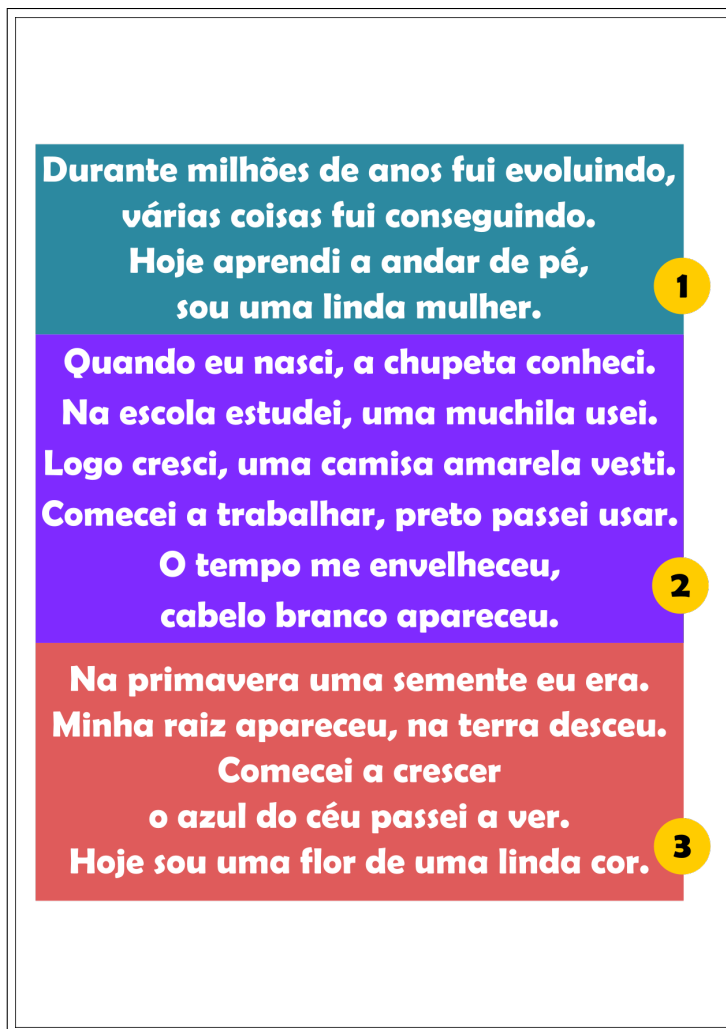 Durante milhões de anos fui evoluindo,
várias coisas fui conseguindo.
Hoje aprendi a andar de pé,
sou uma linda mulher.
1
Quando eu nasci, a chupeta conheci.
Na escola estudei, uma muchila usei.
Logo cresci, uma camisa amarela vesti.
Comecei a trabalhar, preto passei usar.
O tempo me envelheceu,
cabelo branco apareceu.
2
Na primavera uma semente eu era.
Minha raiz apareceu, na terra desceu.
Comecei a crescer
o azul do céu passei a ver.
Hoje sou uma flor de uma linda cor.
3